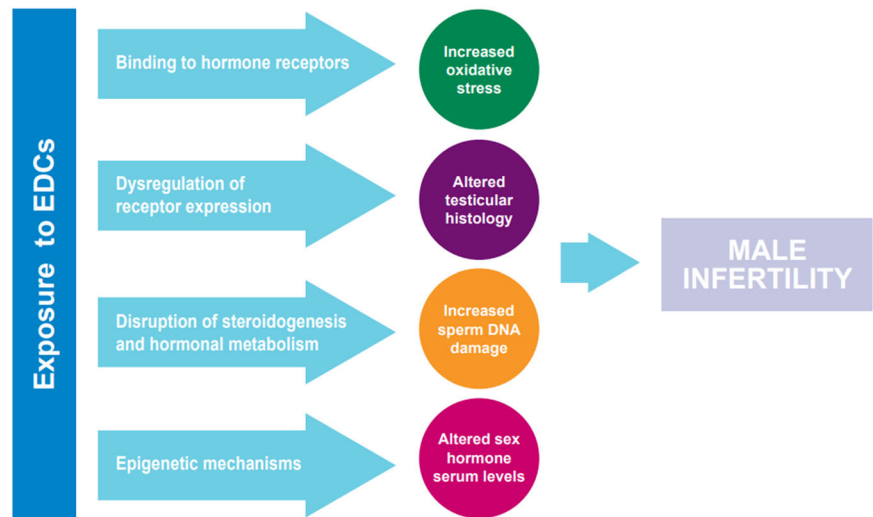 Exposure to EDCs
Binding to hormone receptors
Increased
oxidative
stress
Dysregulation of
receptor expression
Altered
testicular
histology
Disruption of steroidogenesis
and hormonal metabolism
Increased
sperm DNA
damage
Epigenetic mechanisms
Altered sex
hormone
serum levels
MALE
INFERTILITY